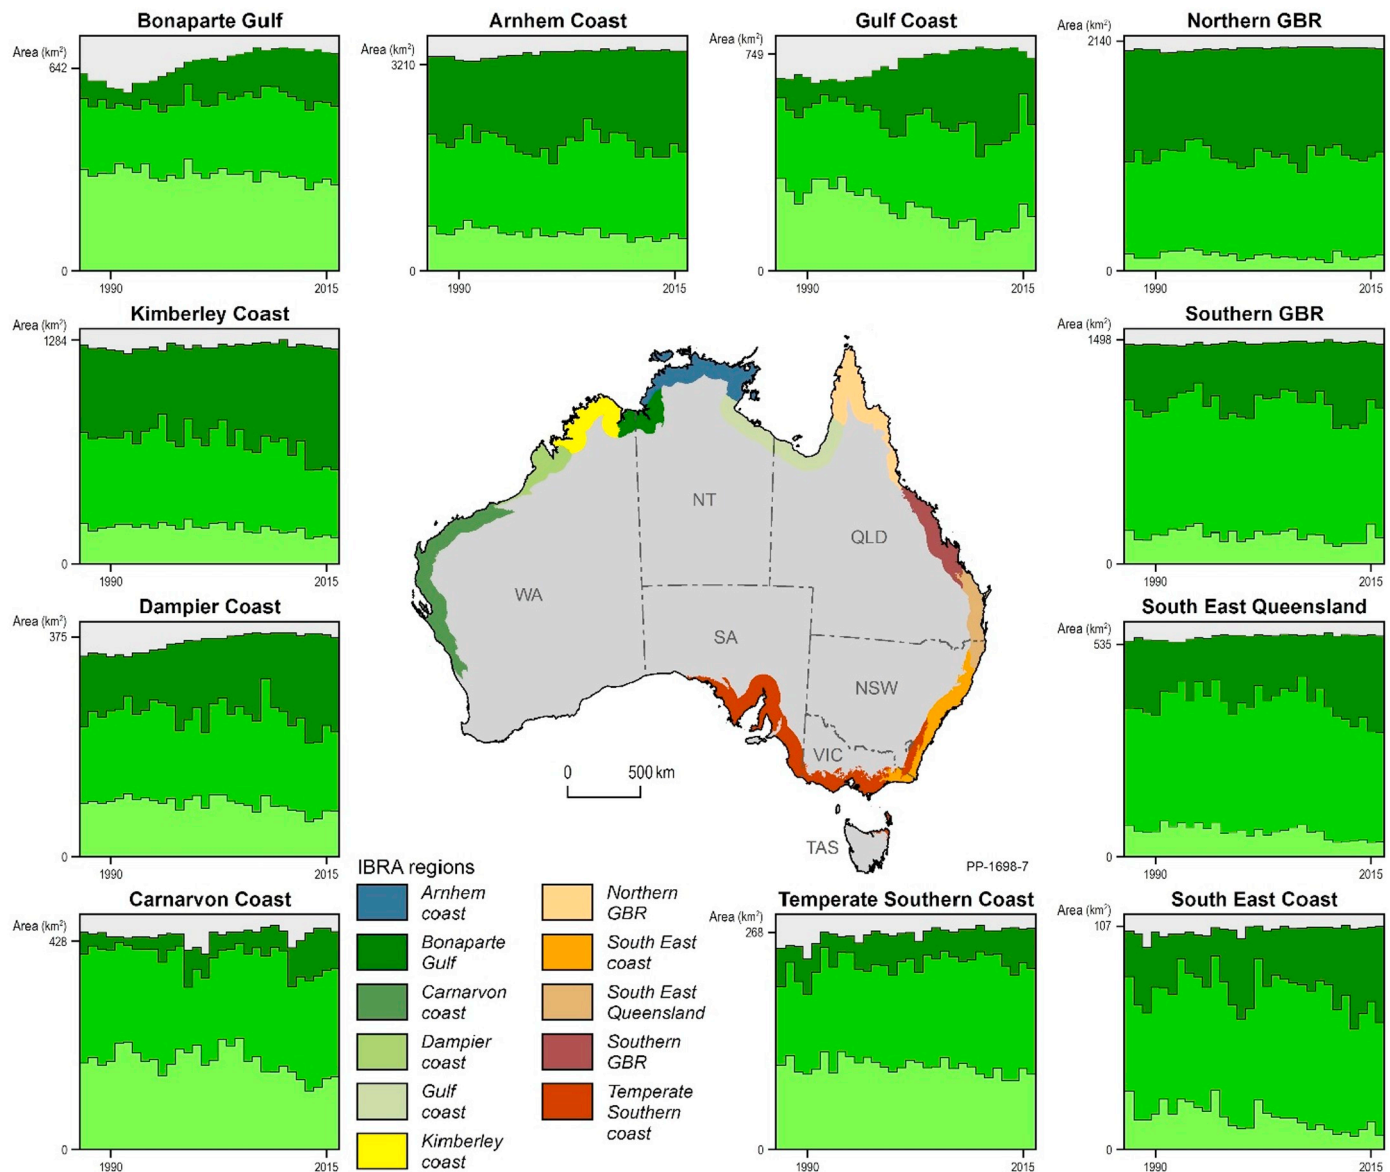 Bonaparte Gulf
Area (km²)
642
0
1990
2015
Arnhem Coast
Area (km²)
3210
0
1990
2015
Gulf Coast
Area (km²)
749
0
1990
2015
Northern GBR
Area (km²)
2140
0
1990
2015
Kimberley Coast
Area (km²)
1284
0
1990
2015
Southern GBR
Area (km²)
1498
0
1990
2015
Dampier Coast
Area (km²)
375
0
1990
2015
South East Queensland
Area (km²)
535
0
1990
2015
Carnarvon Coast
Area (km²)
428
0
1990
2015
Temperate Southern Coast
Area (km²)
268
0
1990
2015
South East Coast
Area (km²)
107
0
1990
2015
NT
QLD
WA
SA
NSW
VIC
TAS
0 500 km
PP-1698-7
IBRA regions
Arnhem
coast
Bonaparte
Gulf
Carnarvon
coast
Dampier
coast
Gulf
coast
Kimberley
coast
Northern
GBR
South East
coast
South East
Queensland
Southern
GBR
Temperate
Southern
coast